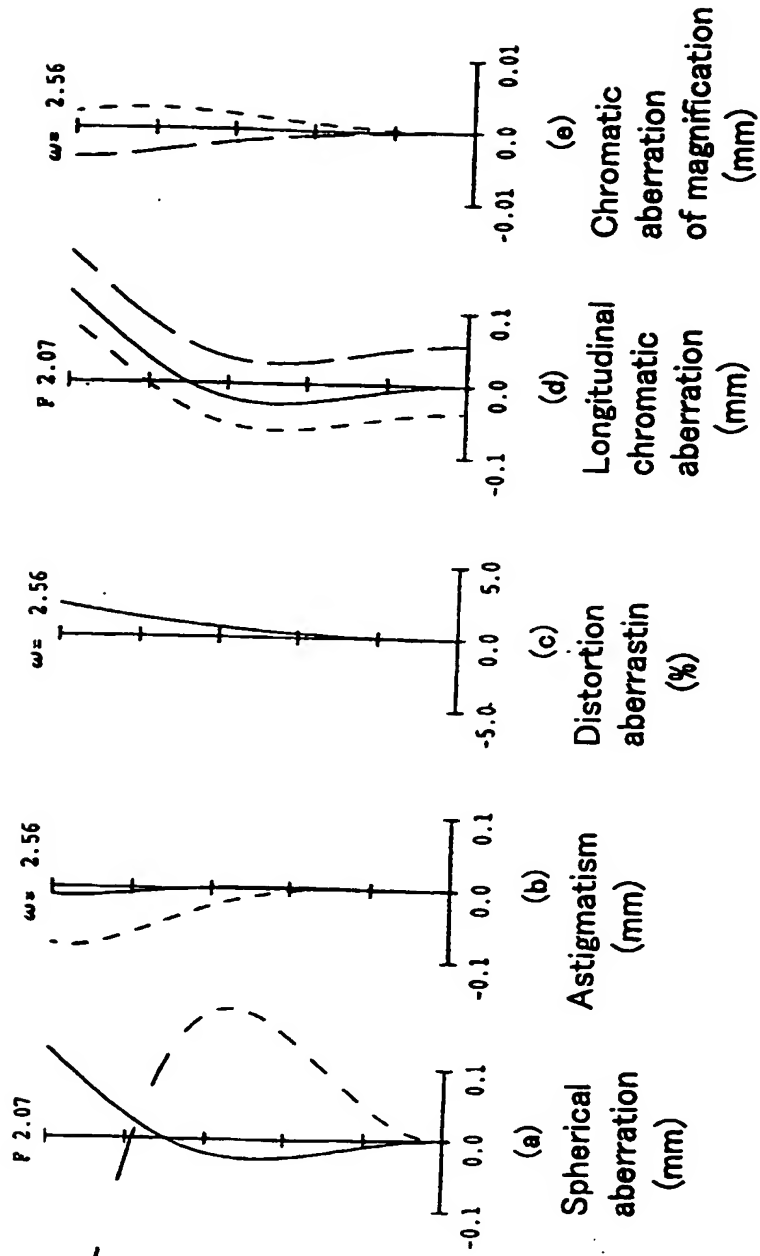 F 2.07
-0.1 0.0 0.1
(a)
Spherical
aberration
(mm)
ω= 2.56
-0.1 0.0 0.1
(b)
Astigmatism
(mm)
ω= 2.56
-5.0 0.0 5.0
(c)
Distortion
aberrastin
(%)
F 2.07
-0.1 0.0 0.1
(d)
Longitudinal
chromatic
aberration
(mm)
ω= 2.56
-0.01 0.0 0.01
(e)
Chromatic
aberration
of magnification
(mm)